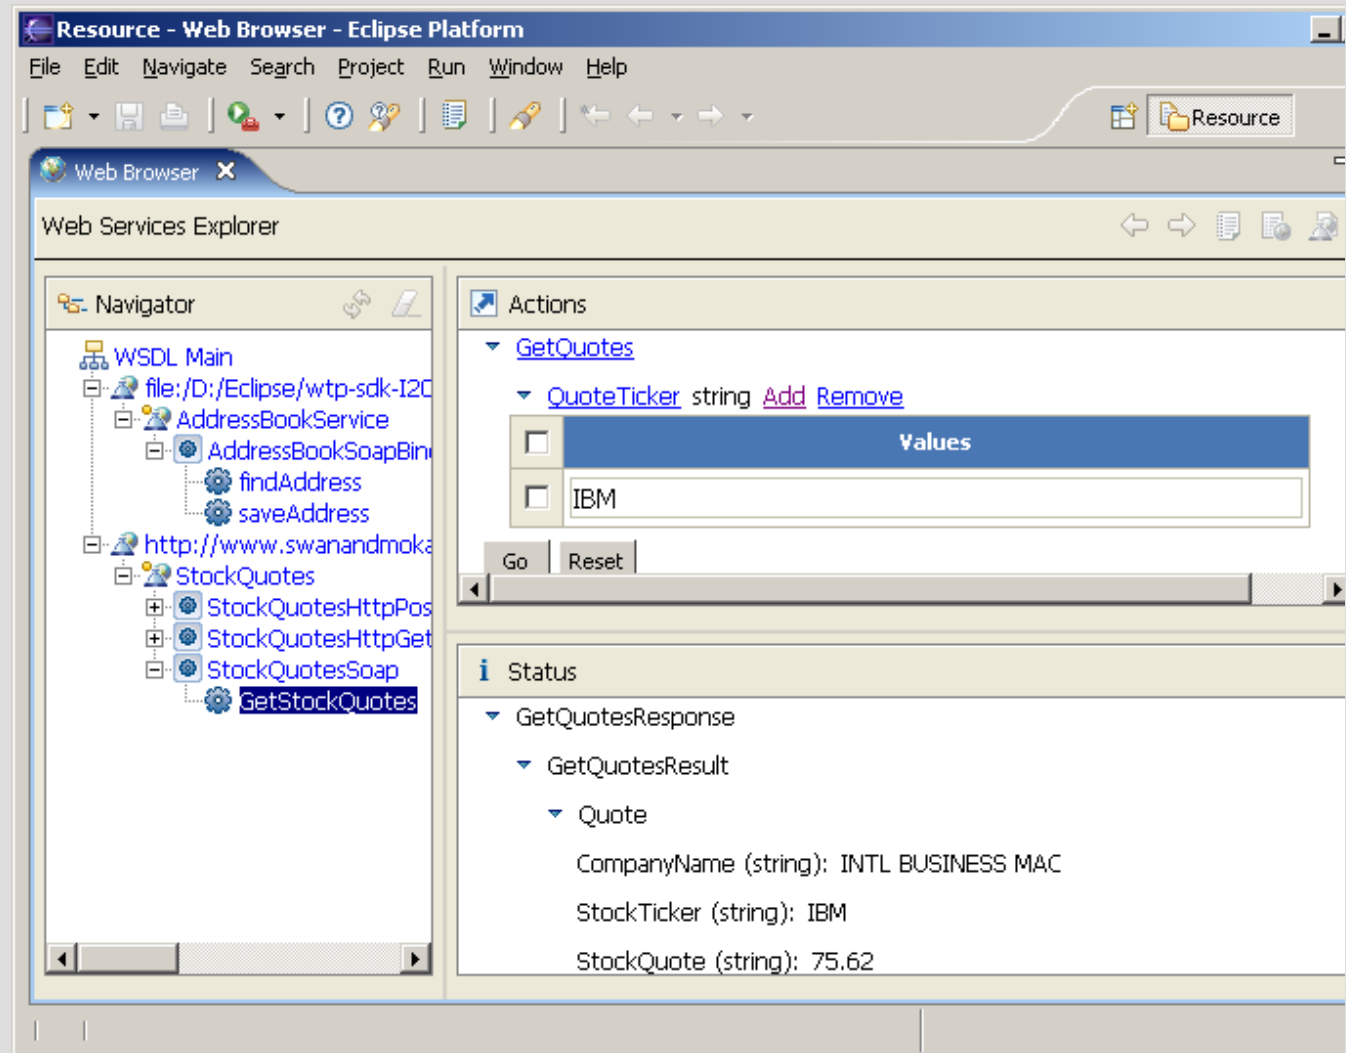 Resource - Web Browser - Eclipse Platform
File Edit Navigate Search Project Run Window Help
Resource
Web Browser
Web Services Explorer
Navigator
WSDL Main
file:/D:/Eclipse/wtp-sdk-I20
AddressBookService
AddressBookSoapBin
findAddress
saveAddress
http://www.swanandmoka
StockQuotes
StockQuotesHttpPos
StockQuotesHttpGet
StockQuotesSoap
GetStockQuotes
Actions
GetQuotes
QuoteTicker string Add Remove
Values
IBM
Go Reset
Status
GetQuotesResponse
GetQuotesResult
Quote
CompanyName (string): INTL BUSINESS MAC
StockTicker (string): IBM
StockQuote (string): 75.62